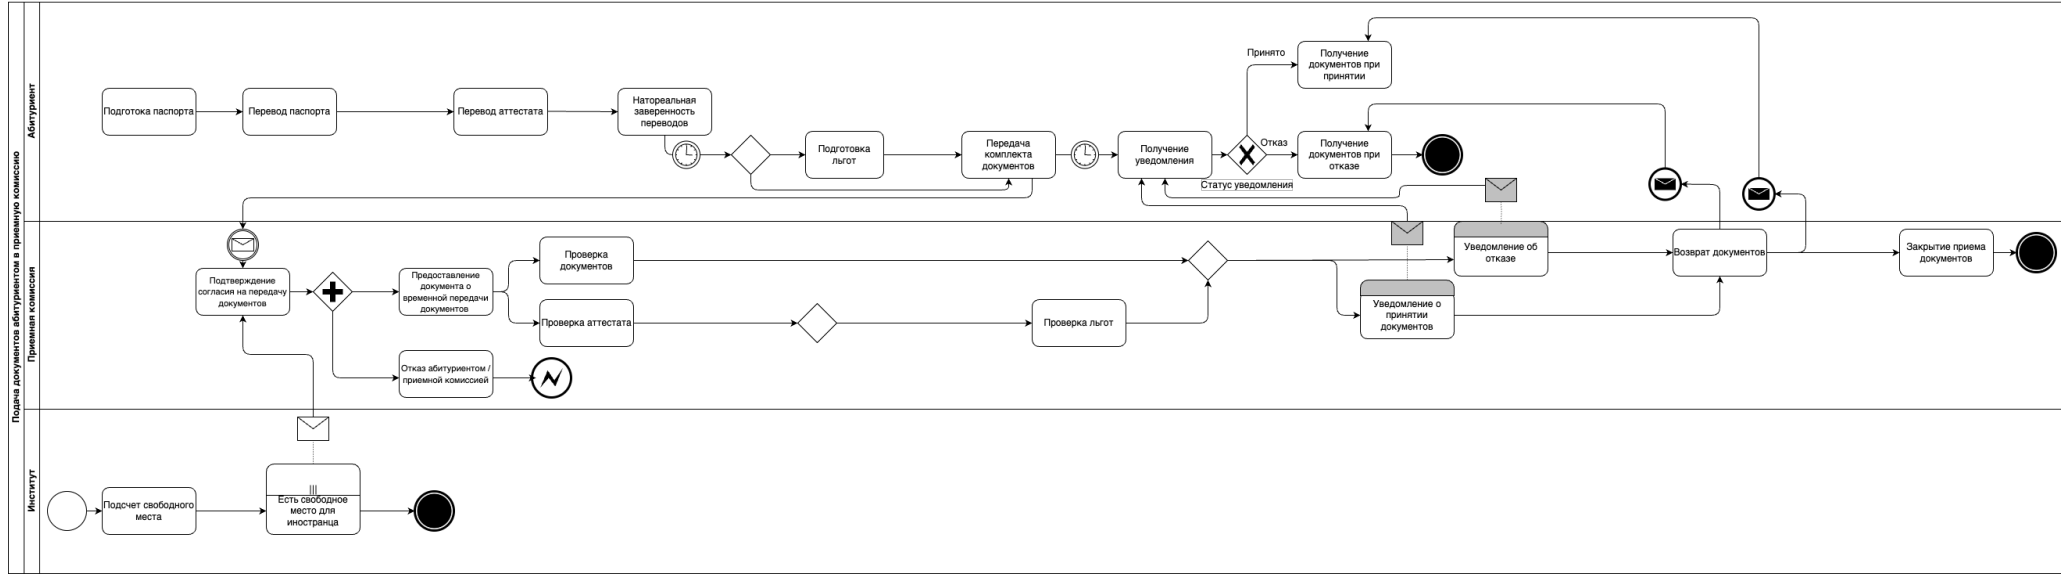 Подача документов абитуриентом в приемную комиссию
Абитуриент
Подготока паспорта
Перевод паспорта
Перевод аттестата
Натореальная
заверенность
переводов
Подготовка
льгот
Передача
комплекта
документов
Получение
уведомления
Принято
Отказ
Статус уведомления
Получение
документов при
принятии
Получение
документов при
отказе
Приемная комиссия
Подтверждение
согласия на передачу
документов
Предоставление
документа о
временной передачи
документов
Проверка
документов
Проверка аттестата
Отказ абитуриентом /
приемной комиссией
Проверка льгот
Уведомление об
отказе
Уведомление о
принятии
документов
Возврат документов
Закрытие приема
документов
Институт
Подсчет свободного
места
Есть свободное
место для
иностранца